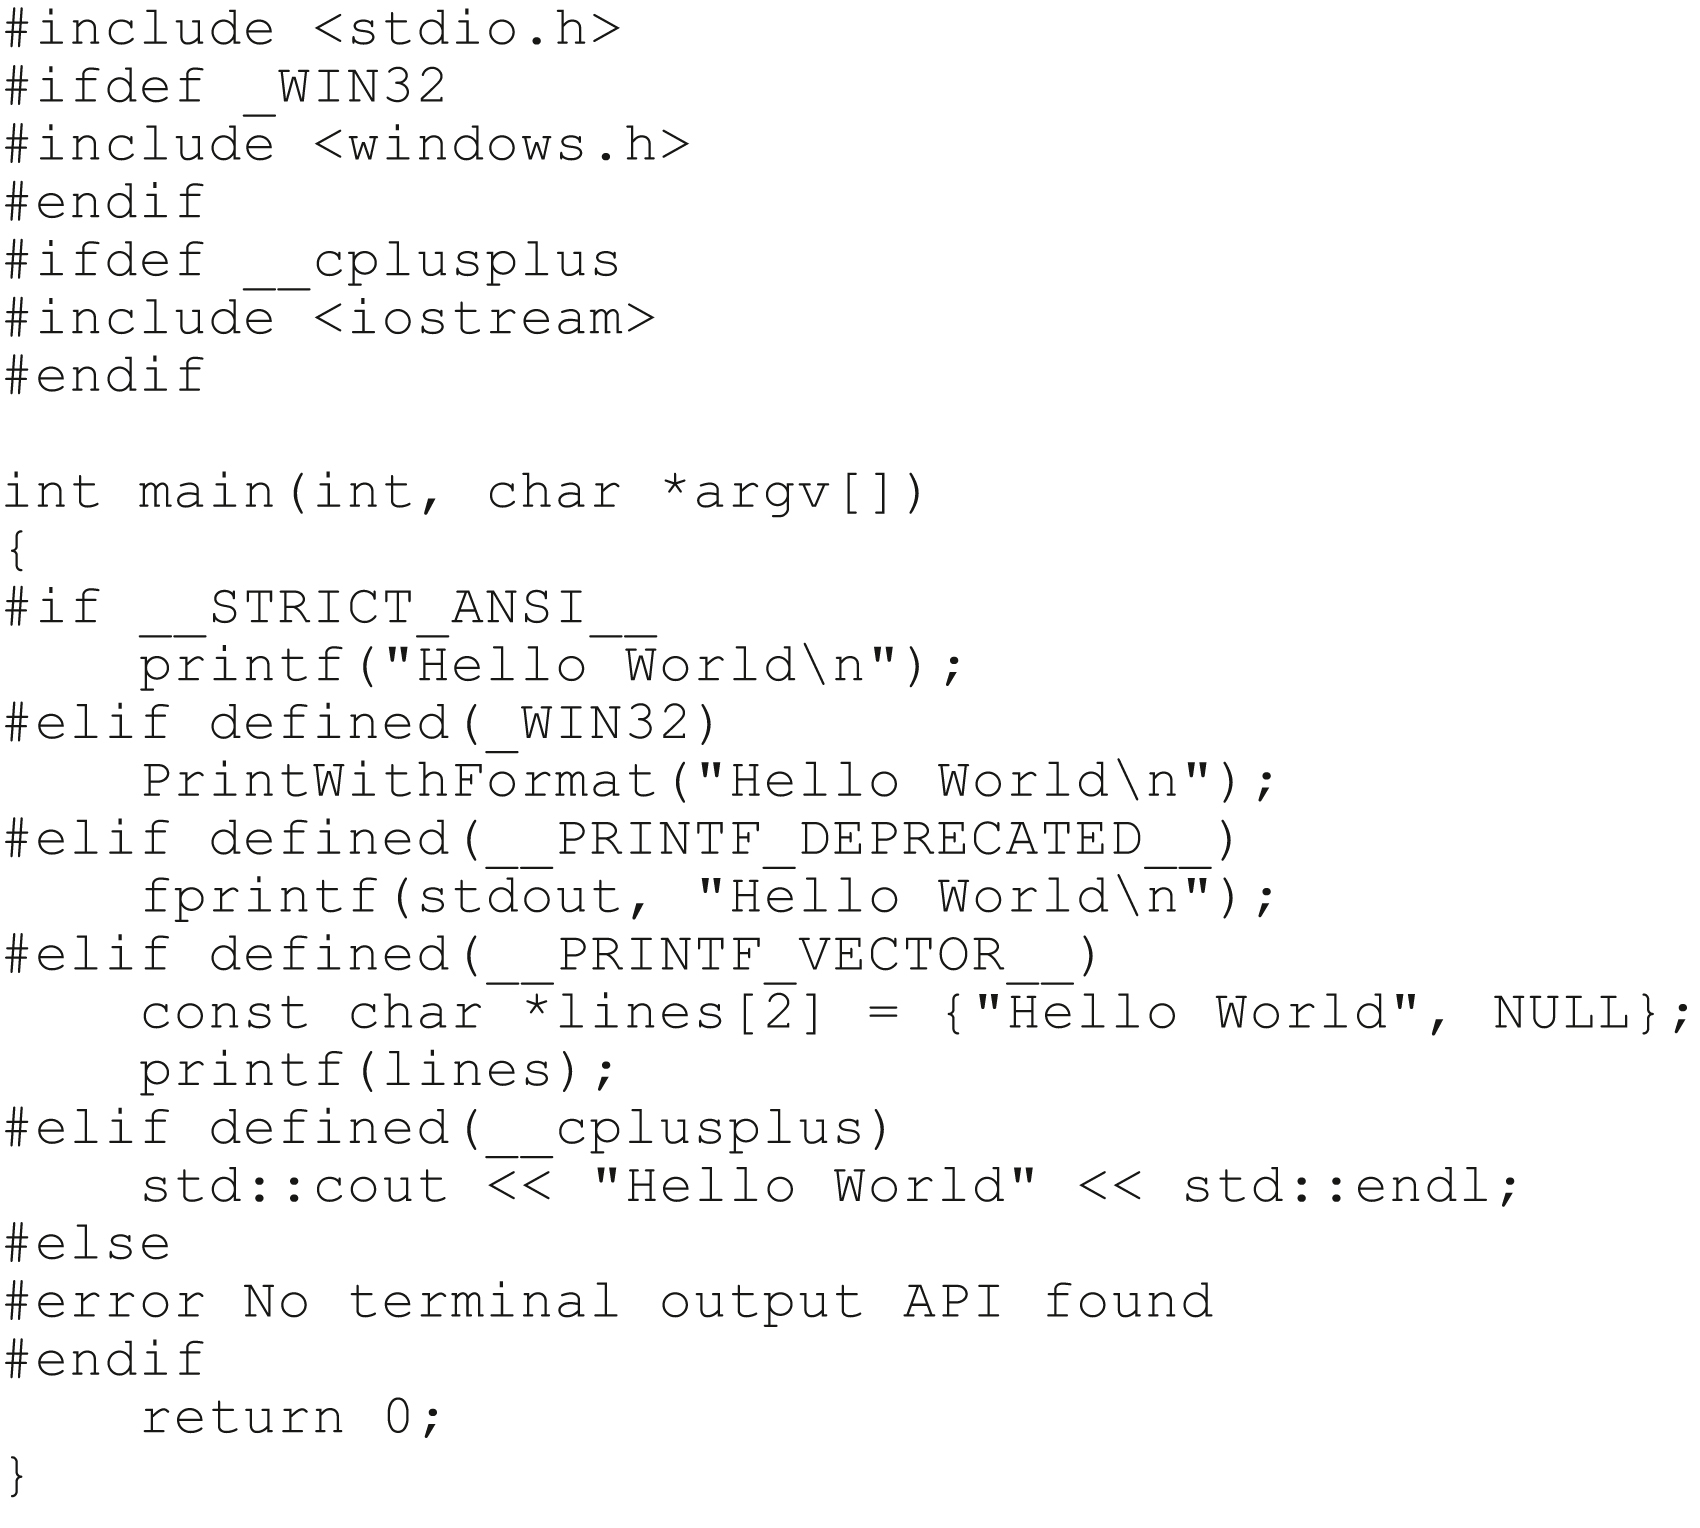 #include <stdio.h>
#ifdef _WIN32
#include <windows.h>
#endif
#ifdef __cplusplus
#include <iostream>
#endif

int main(int, char *argv[])
{
#if __STRICT_ANSI__
    printf("Hello World\n");
#elif defined(_WIN32)
    PrintWithFormat("Hello World\n");
#elif defined(__PRINTF_DEPRECATED__)
    fprintf(stdout, "Hello World\n");
#elif defined(__PRINTF_VECTOR__)
    const char *lines[2] = {"Hello World", NULL};
    printf(lines);
#elif defined(__cplusplus)
    std::cout << "Hello World" << std::endl;
#else
#error No terminal output API found
#endif
    return 0;
}